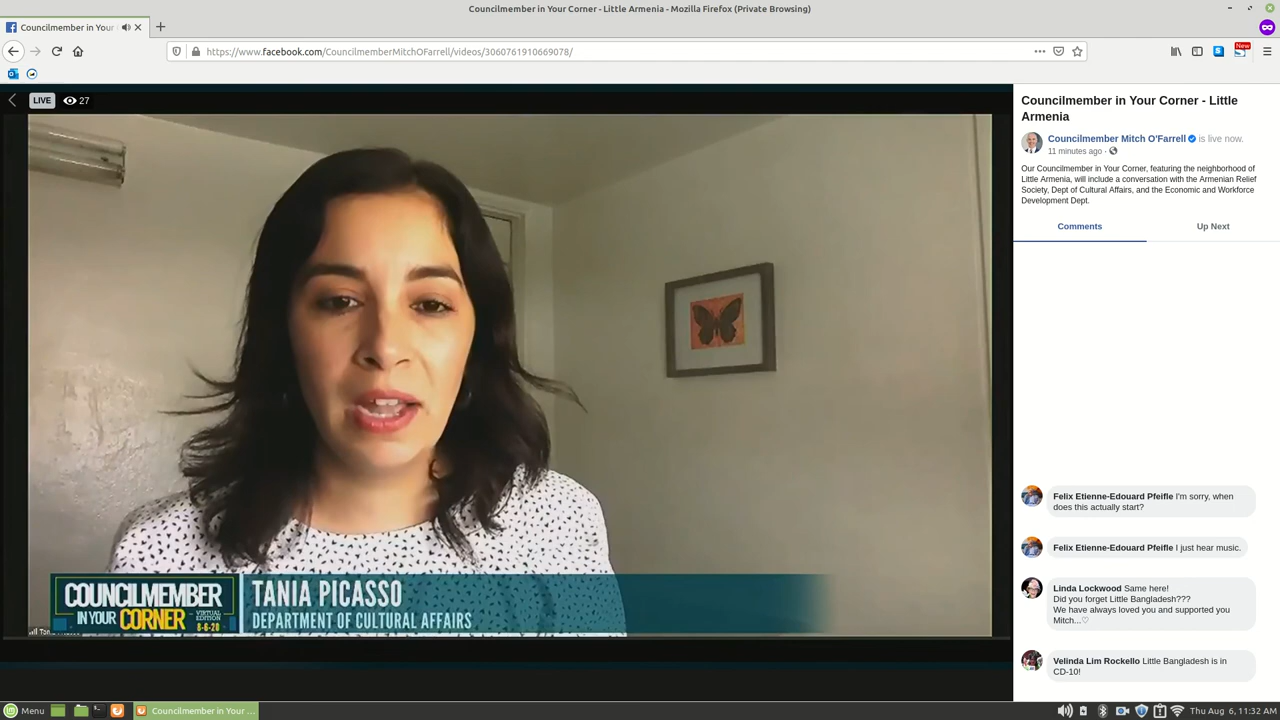 Councilmember in Your Corner - Little Armenia - Mozilla Firefox (Private Browsing)
Councilmember in Your
https://www.facebook.com/CouncilmemberMitchOFarrell/videos/3060761910669078/
New
LIVE 27
COUNCILMEMBER
IN YOUR CORNER
- VIRTUAL -
EDITION
8-6-20
TANIA PICASSO
DEPARTMENT OF CULTURAL AFFAIRS
Councilmember in Your Corner - Little
Armenia
Councilmember Mitch O'Farrell is live now.
11 minutes ago ·
Our Councilmember in Your Corner, featuring the neighborhood of
Little Armenia, will include a conversation with the Armenian Relief
Society, Dept of Cultural Affairs, and the Economic and Workforce
Development Dept.
Comments
Up Next
Felix Etienne-Edouard Pfeifle I'm sorry, when
does this actually start?
Felix Etienne-Edouard Pfeifle I just hear music.
Linda Lockwood Same here!
Did you forget Little Bangladesh???
We have always loved you and supported you
Mitch...♡
Velinda Lim Rockello Little Bangladesh is in
CD-10!
Menu
Councilmember in Your ...
Thu Aug 6, 11:32 AM